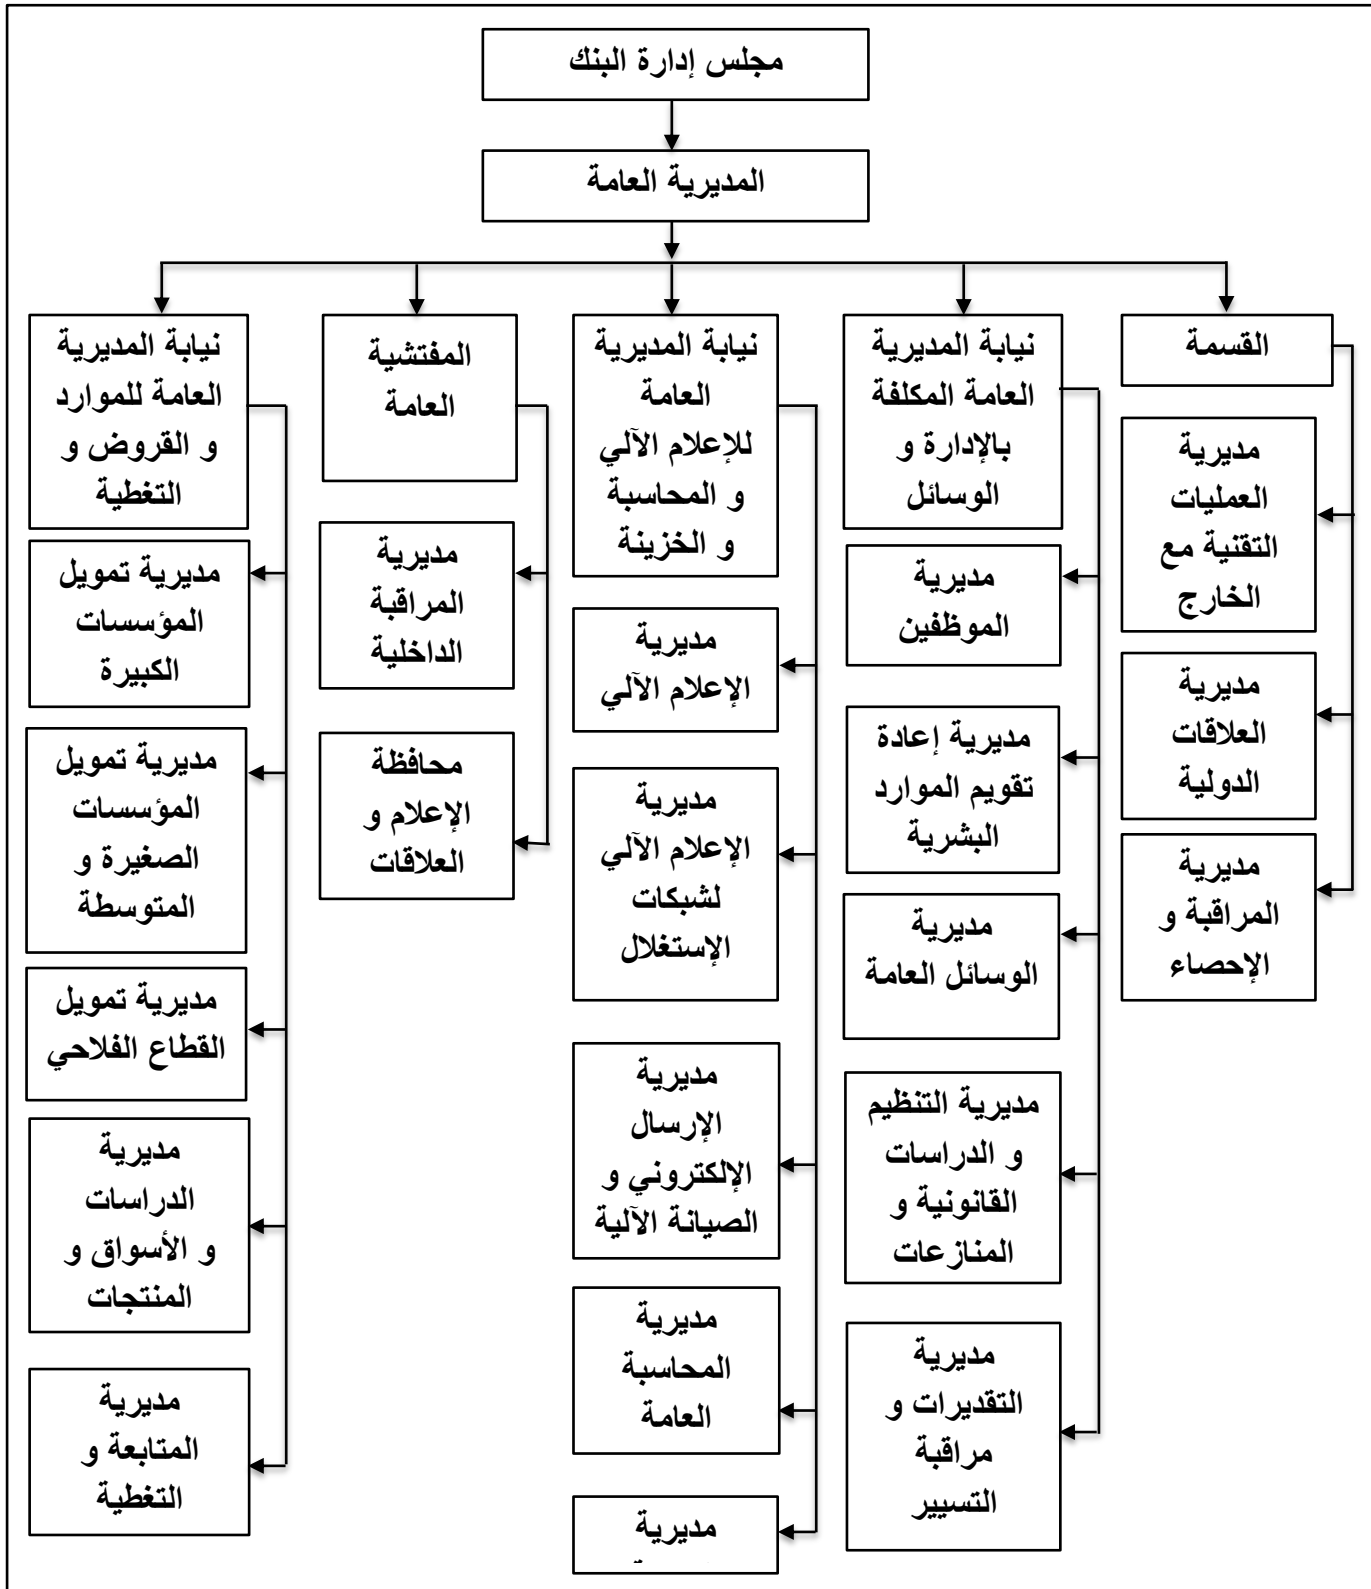 مجلس إدارة البنك
المديرية العامة
القسمة
مديرية
العمليات
التقنية مع
الخارج
مديرية
العلاقات
الدولية
مديرية
المراقبة و
الإحصاء
نيابة المديرية
العامة المكلفة
بالإدارة و
الوسائل
مديرية
الموظفين
مديرية إعادة
تقويم الموارد
البشرية
مديرية
الوسائل العامة
مديرية التنظيم
و الدراسات
القانونية و
المنازعات
مديرية
التقديرات و
مراقبة
التسيير
نيابة المديرية
العامة
للإعلام الآلي
و المحاسبة
و الخزينة
مديرية
الإعلام الآلي
مديرية
الإعلام الآلي
لشبكات
الإستغلال
مديرية
الإرسال
الإلكتروني و
الصيانة الآلية
مديرية
المحاسبة
العامة
مديرية
المفتشية
العامة
مديرية
المراقبة
الداخلية
محافظة
الإعلام و
العلاقات
نيابة المديرية
العامة للموارد
و القروض و
التغطية
مديرية تمويل
المؤسسات
الكبيرة
مديرية تمويل
المؤسسات
الصغيرة و
المتوسطة
مديرية تمويل
القطاع الفلاحي
مديرية
الدراسات
و الأسواق و
المنتجات
مديرية
المتابعة و
التغطية